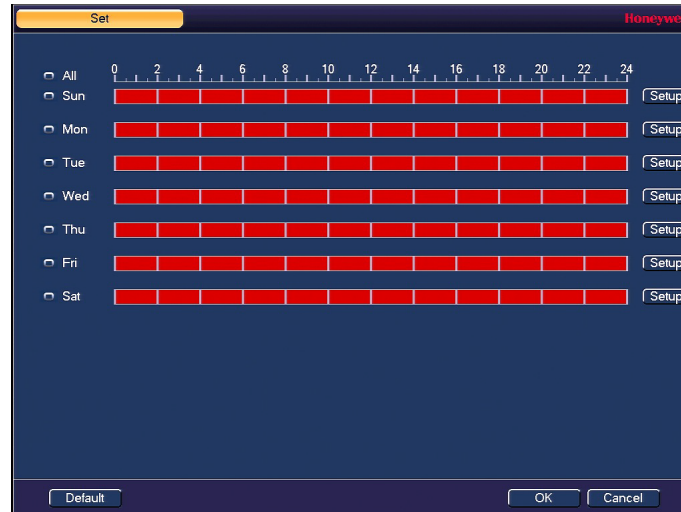 Set Honeywe
All 0 2 4 6 8 10 12 14 16 18 20 22 24
Sun Setup
Mon Setup
Tue Setup
Wed Setup
Thu Setup
Fri Setup
Sat Setup
Default OK Cancel